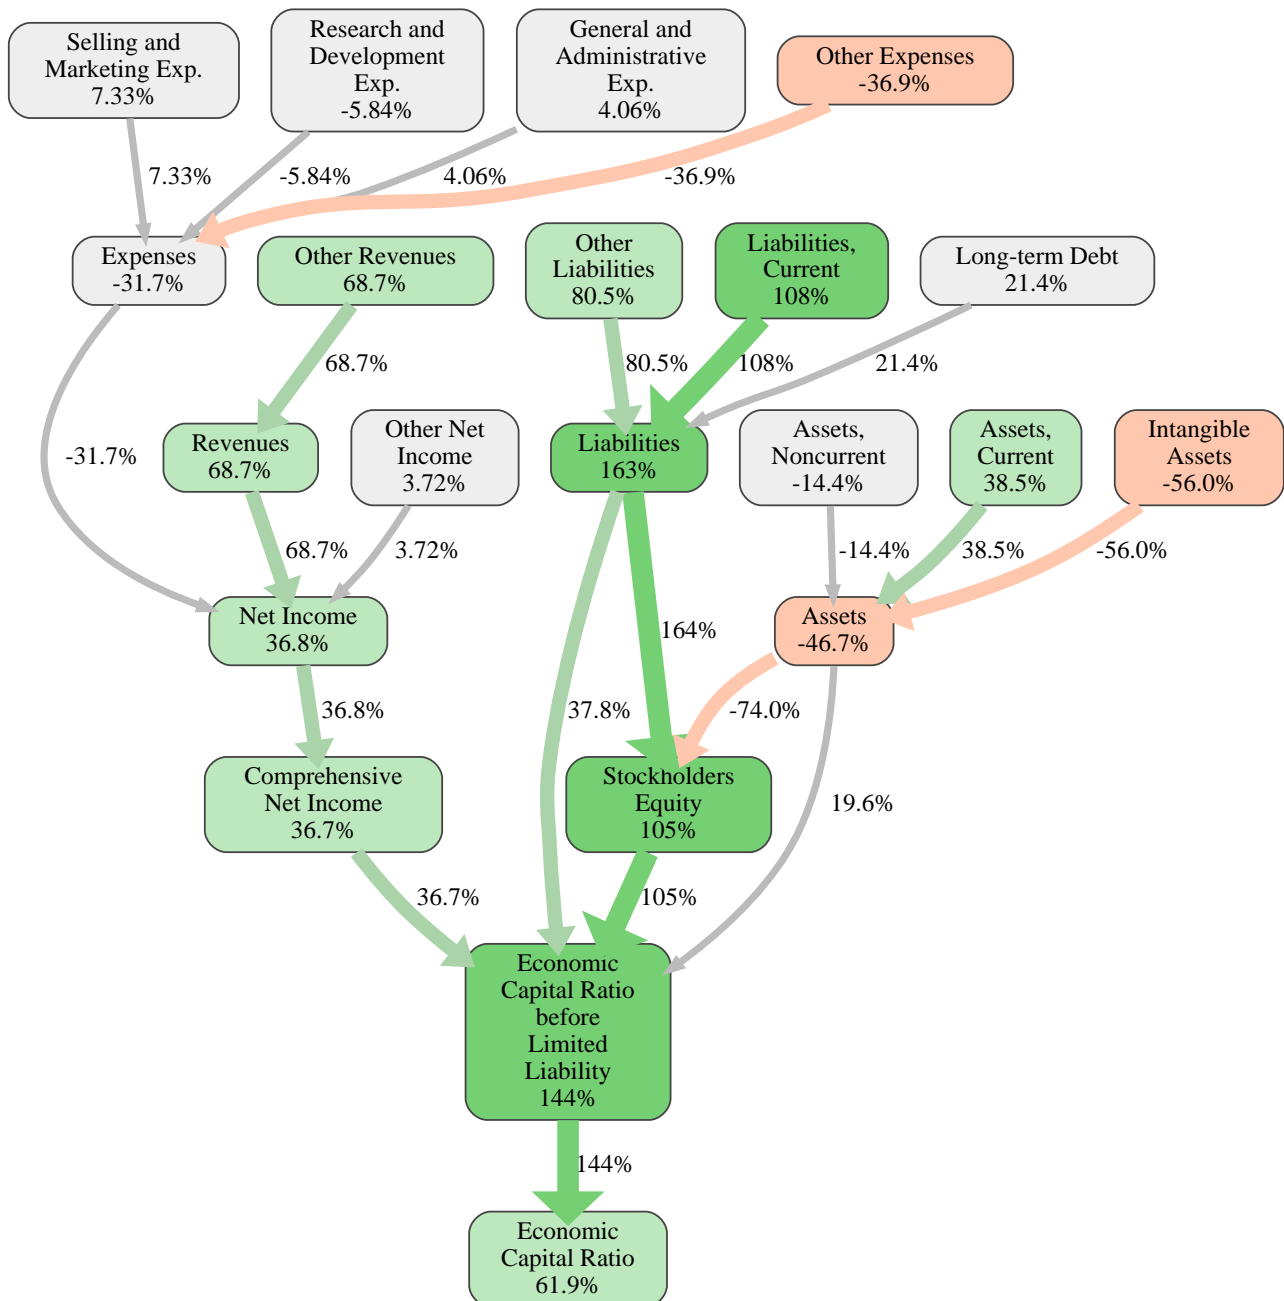 Selling and
Marketing Exp.
7.33%
Research and
Development
Exp.
-5.84%
General and
Administrative
Exp.
4.06%
Other Expenses
-36.9%
7.33%
-5.84%
4.06%
-36.9%
Expenses
-31.7%
Other Revenues
68.7%
Other
Liabilities
80.5%
Liabilities,
Current
108%
Long-term Debt
21.4%
68.7%
80.5%
108%
21.4%
-31.7%
Revenues
68.7%
Other Net
Income
3.72%
Liabilities
163%
Assets,
Noncurrent
-14.4%
Assets,
Current
38.5%
Intangible
Assets
-56.0%
68.7%
3.72%
-14.4%
38.5%
-56.0%
Net Income
36.8%
164%
Assets
-46.7%
36.8%
37.8%
-74.0%
Comprehensive
Net Income
36.7%
Stockholders
Equity
105%
19.6%
36.7%
105%
Economic
Capital Ratio
before
Limited
Liability
144%
144%
Economic
Capital Ratio
61.9%